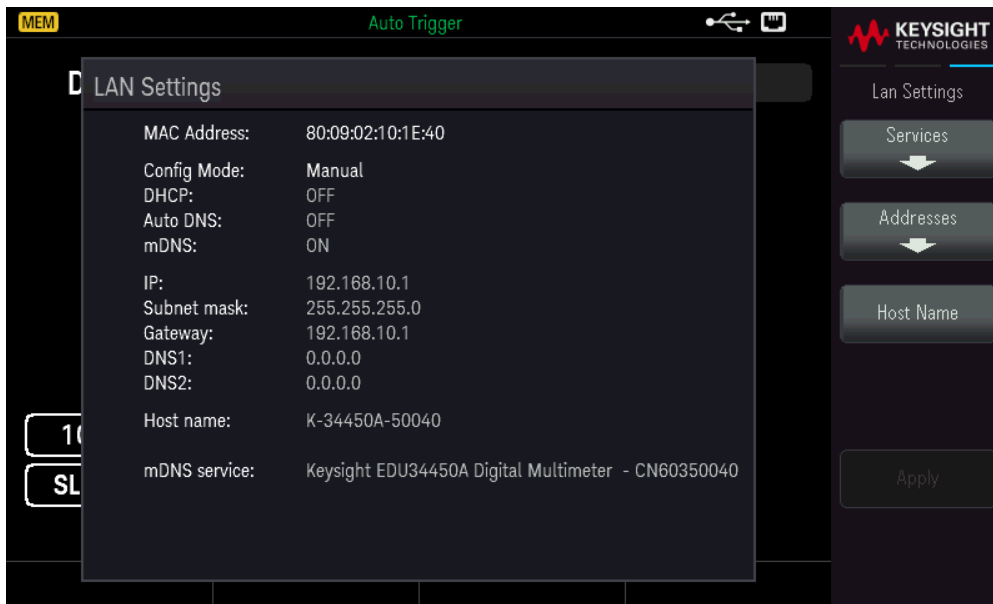 MEM Auto Trigger
KEYSIGHT
TECHNOLOGIES
D
LAN Settings
Lan Settings
MAC Address: 80:09:02:10:1E:40
Services
Config Mode: Manual
DHCP: OFF
Auto DNS: OFF
Addresses
mDNS: ON
IP: 192.168.10.1
Subnet mask: 255.255.255.0
Host Name
Gateway: 192.168.10.1
DNS1: 0.0.0.0
DNS2: 0.0.0.0
Host name: K-34450A-50040
10
mDNS service: Keysight EDU34450A Digital Multimeter - CN60350040
Apply
SL